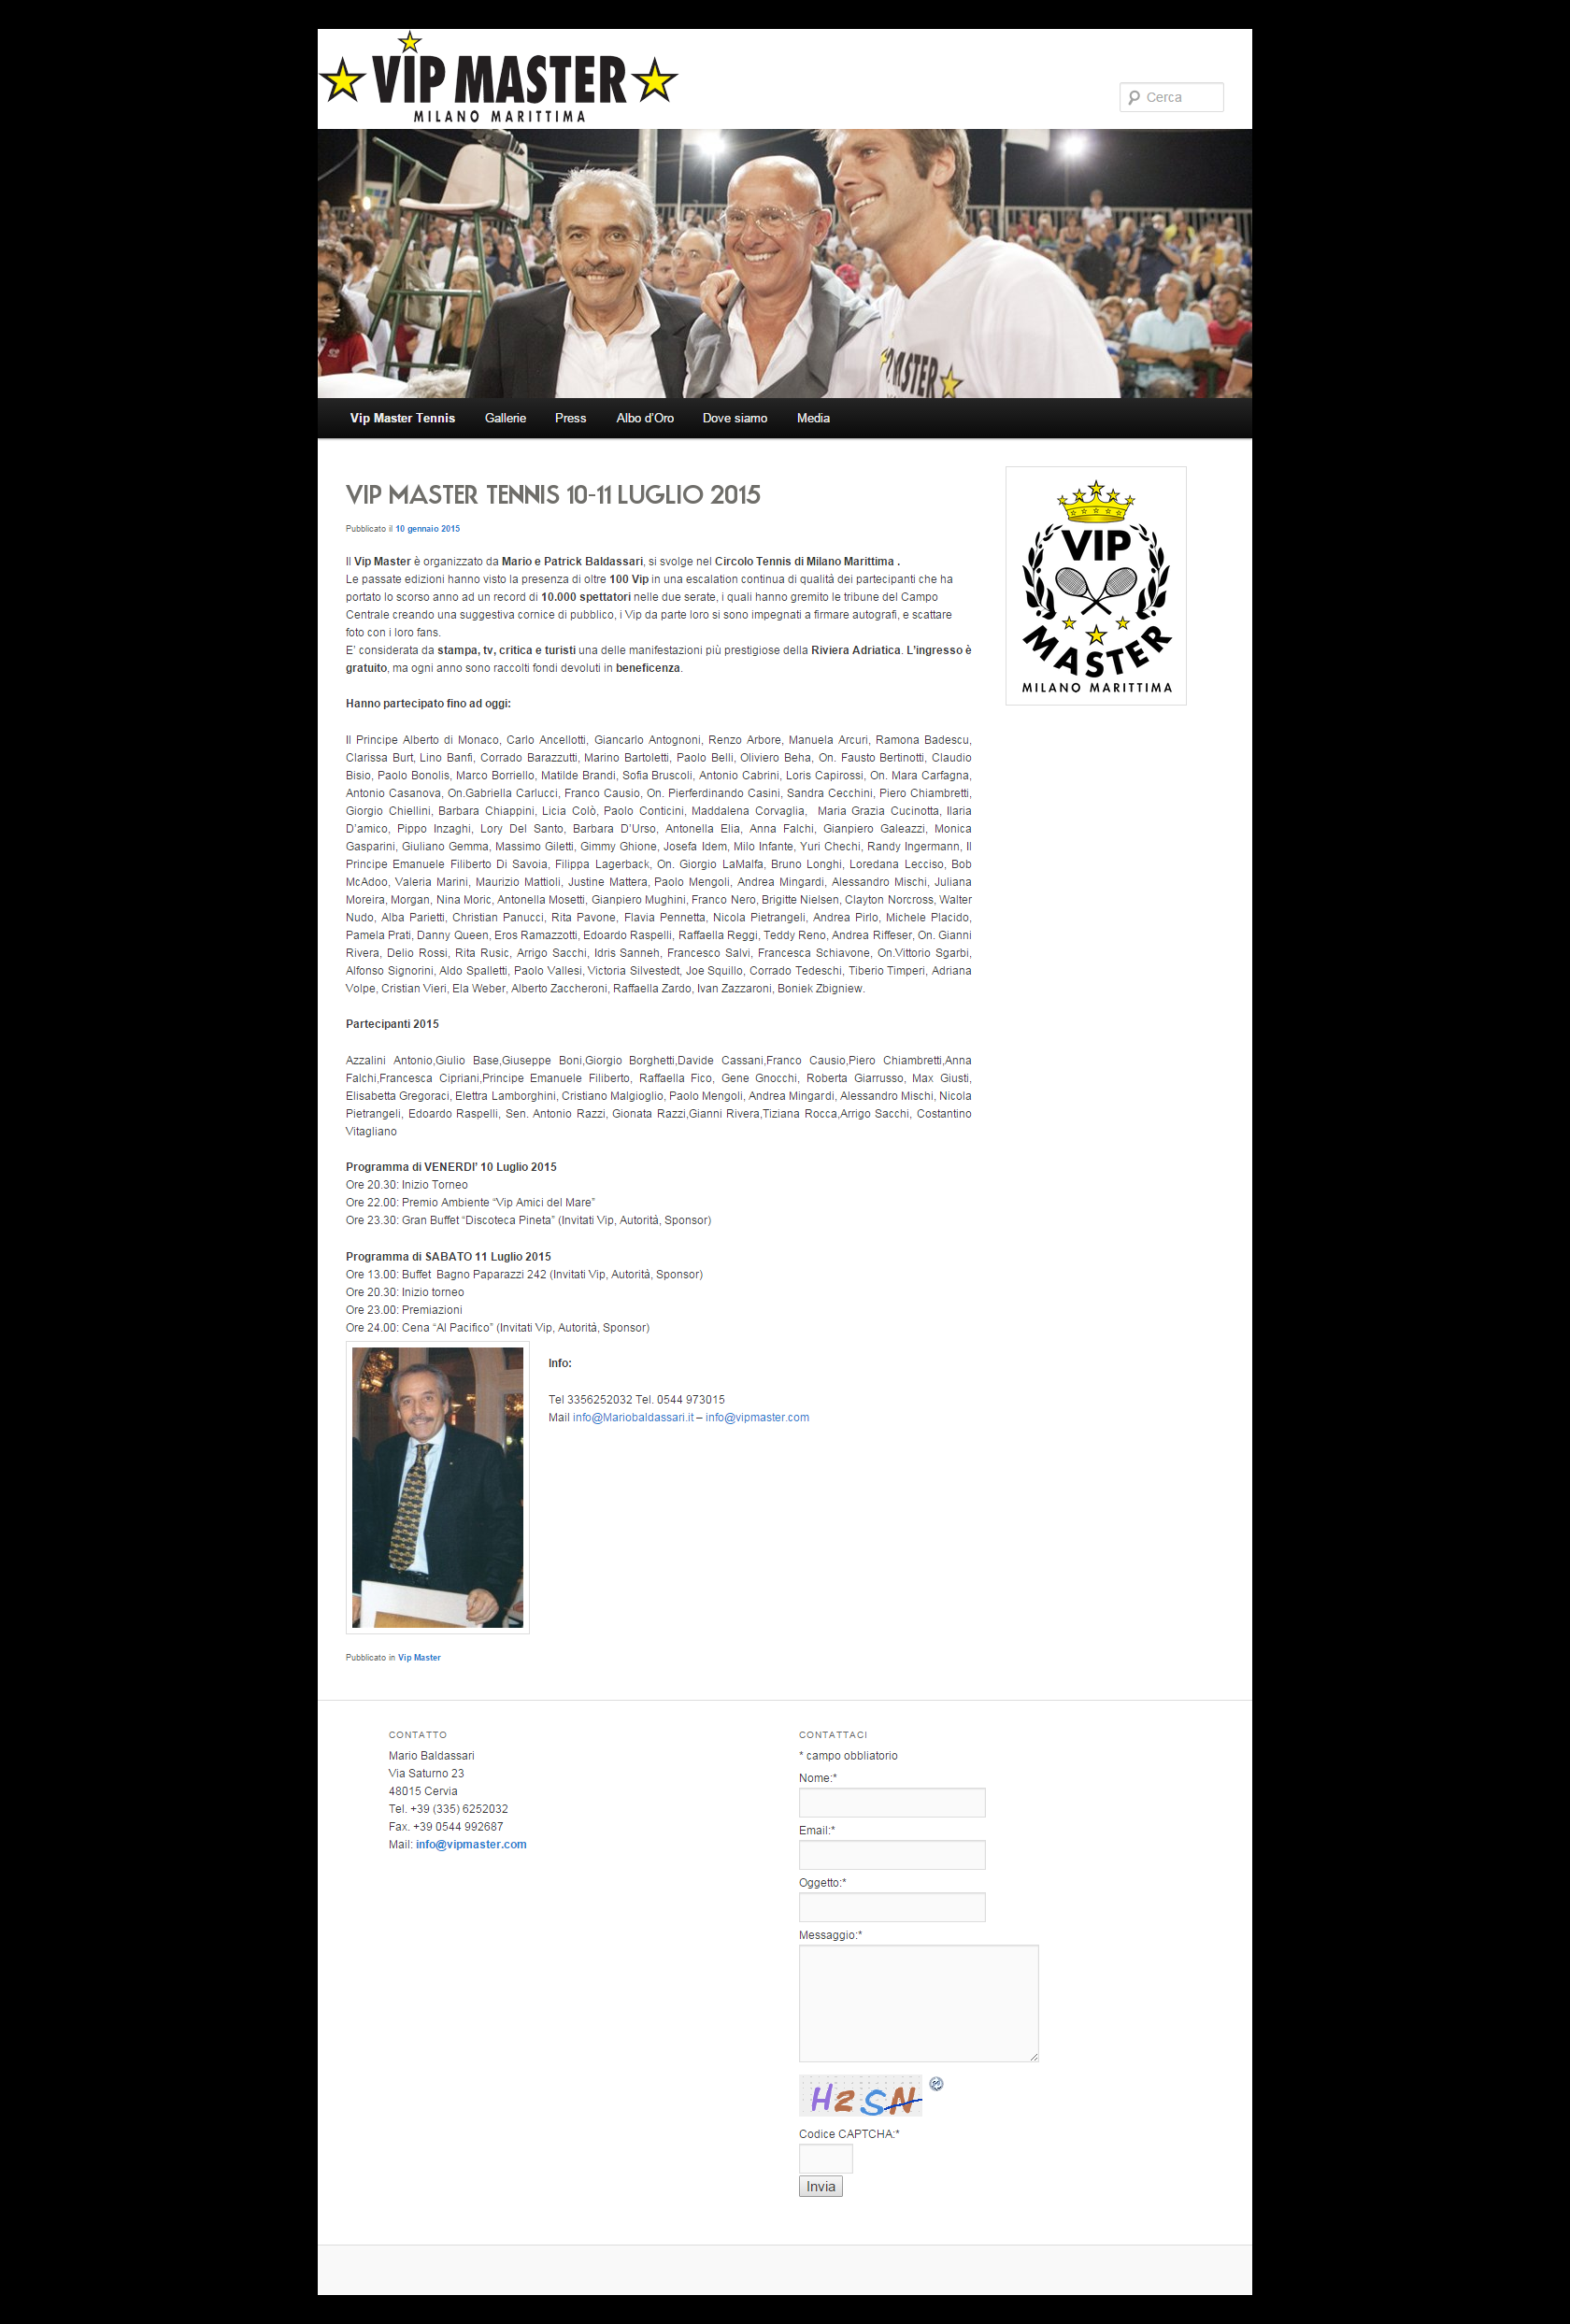 VIP MASTER
MILANO MARITTIMA
Cerca
P MASTER
Vip Master Tennis Gallerie Press Albo d'Oro Dove siamo Media
VIP MASTER TENNIS 10-11 LUGLIO 2015
Pubblicato il 10 gennaio 2015
Il Vip Master è organizzato da Mario e Patrick Baldassari, si svolge nel Circolo Tennis di Milano Marittima .
Le passate edizioni hanno visto la presenza di oltre 100 Vip in una escalation continua di qualità dei partecipanti che ha
portato lo scorso anno ad un record di 10.000 spettatori nelle due serate, i quali hanno gremito le tribune del Campo
Centrale creando una suggestiva cornice di pubblico, i Vip da parte loro si sono impegnati a firmare autografi, e scattare
foto con i loro fans.
E' considerata da stampa, tv, critica e turisti una delle manifestazioni più prestigiose della Riviera Adriatica. L'ingresso è
gratuito, ma ogni anno sono raccolti fondi devoluti in beneficenza.
Hanno partecipato fino ad oggi:
Il Principe Alberto di Monaco, Carlo Ancellotti, Giancarlo Antognoni, Renzo Arbore, Manuela Arcuri, Ramona Badescu,
Clarissa Burt, Lino Banfi, Corrado Barazzutti, Marino Bartoletti, Paolo Belli, Oliviero Beha, On. Fausto Bertinotti, Claudio
Bisio, Paolo Bonolis, Marco Borriello, Matilde Brandi, Sofia Bruscoli, Antonio Cabrini, Loris Capirossi, On. Mara Carfagna,
Antonio Casanova, On.Gabriella Carlucci, Franco Causio, On. Pierferdinando Casini, Sandra Cecchini, Piero Chiambretti,
Giorgio Chiellini, Barbara Chiappini, Licia Colò, Paolo Conticini, Maddalena Corvaglia, Maria Grazia Cucinotta, Ilaria
D'amico, Pippo Inzaghi, Lory Del Santo, Barbara D'Urso, Antonella Elia, Anna Falchi, Gianpiero Galeazzi, Monica
Gasparini, Giuliano Gemma, Massimo Giletti, Gimmy Ghione, Josefa Idem, Milo Infante, Yuri Chechi, Randy Ingermann, Il
Principe Emanuele Filiberto Di Savoia, Filippa Lagerback, On. Giorgio LaMalfa, Bruno Longhi, Loredana Lecciso, Bob
McAdoo, Valeria Marini, Maurizio Mattioli, Justine Mattera, Paolo Mengoli, Andrea Mingardi, Alessandro Mischi, Juliana
Moreira, Morgan, Nina Moric, Antonella Mosetti, Gianpiero Mughini, Franco Nero, Brigitte Nielsen, Clayton Norcross, Walter
Nudo, Alba Parietti, Christian Panucci, Rita Pavone, Flavia Pennetta, Nicola Pietrangeli, Andrea Pirlo, Michele Placido,
Pamela Prati, Danny Queen, Eros Ramazzotti, Edoardo Raspelli, Raffaella Reggi, Teddy Reno, Andrea Riffeser, On. Gianni
Rivera, Delio Rossi, Rita Rusic, Arrigo Sacchi, Idris Sanneh, Francesco Salvi, Francesca Schiavone, On.Vittorio Sgarbi,
Alfonso Signorini, Aldo Spalletti, Paolo Vallesi, Victoria Silvestedt, Joe Squillo, Corrado Tedeschi, Tiberio Timperi, Adriana
Volpe, Cristian Vieri, Ela Weber, Alberto Zaccheroni, Raffaella Zardo, Ivan Zazzaroni, Boniek Zbigniew.
Partecipanti 2015
Azzalini Antonio,Giulio Base,Giuseppe Boni,Giorgio Borghetti,Davide Cassani,Franco Causio,Piero Chiambretti,Anna
Falchi,Francesca Cipriani,Principe Emanuele Filiberto, Raffaella Fico, Gene Gnocchi, Roberta Giarrusso, Max Giusti,
Elisabetta Gregoraci, Elettra Lamborghini, Cristiano Malgioglio, Paolo Mengoli, Andrea Mingardi, Alessandro Mischi, Nicola
Pietrangeli, Edoardo Raspelli, Sen. Antonio Razzi, Gionata Razzi,Gianni Rivera,Tiziana Rocca,Arrigo Sacchi, Costantino
Vitagliano
Programma di VENERDI' 10 Luglio 2015
Ore 20.30: Inizio Torneo
Ore 22.00: Premio Ambiente “Vip Amici del Mare”
Ore 23.30: Gran Buffet “Discoteca Pineta” (Invitati Vip, Autorità, Sponsor)
Programma di SABATO 11 Luglio 2015
Ore 13.00: Buffet Bagno Paparazzi 242 (Invitati Vip, Autorità, Sponsor)
Ore 20.30: Inizio torneo
Ore 23.00: Premiazioni
Ore 24.00: Cena “Al Pacifico” (Invitati Vip, Autorità, Sponsor)
Info:
Tel 3356252032 Tel. 0544 973015
Mail info@Mariobaldassari.it – info@vipmaster.com
Pubblicato in Vip Master
VIP
MASTER
MILANO MARITTIMA
CONTATTO
Mario Baldassari
Via Saturno 23
48015 Cervia
Tel. +39 (335) 6252032
Fax. +39 0544 992687
Mail: info@vipmaster.com
CONTATTACI
* campo obbliatorio
Nome:*
Email:*
Oggetto:*
Messaggio:*
H2SN
Codice CAPTCHA:*
Invia